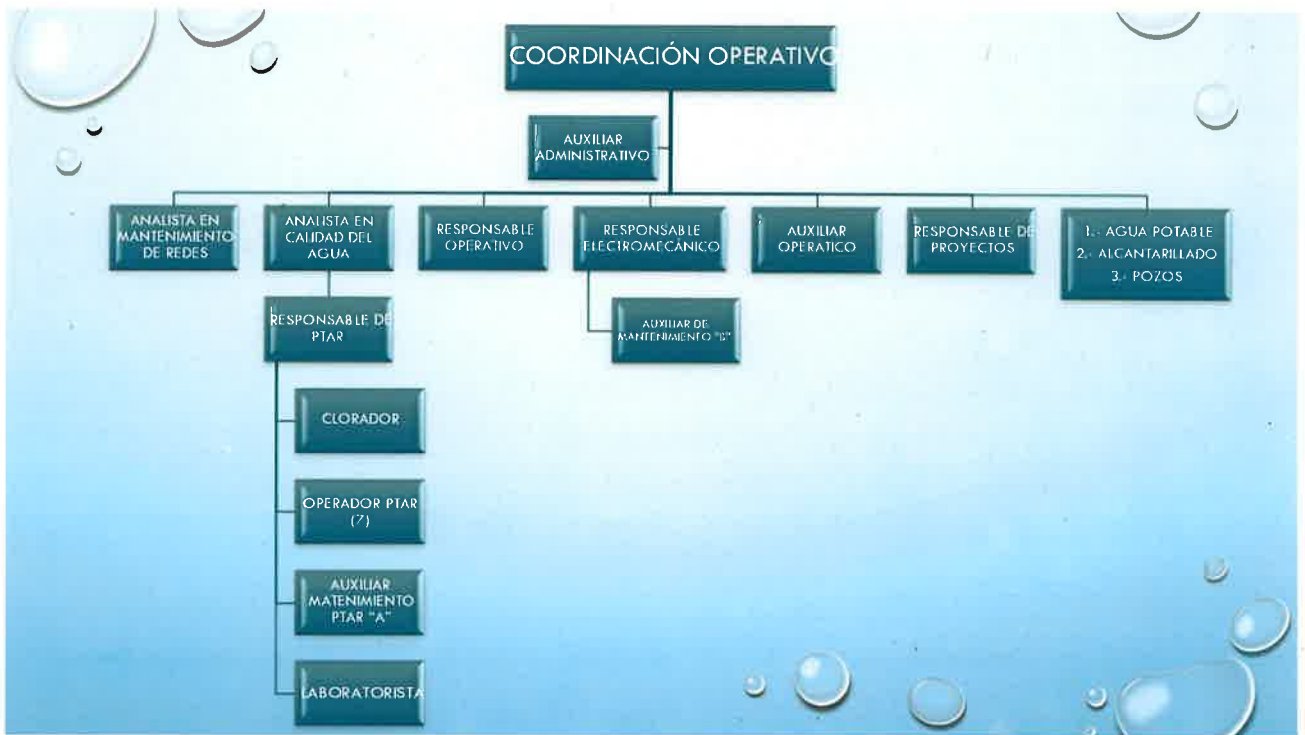 COORDINACIÓN OPERATIVO
AUXILIAR
ADMINISTRATIVO
ANALISTA EN
MANTENIMIENTO
DE REDES
ANALISTA EN
CALIDAD DEL
AGUA
RESPONSABLE
OPERATIVO
RESPONSABLE
ELECTROMECÁNICO
AUXILIAR
OPERATICO
RESPONSABLE DE
PROYECTOS
1.- AGUA POTABLE
2.- ALCANTARILLADO
3.- POZOS
RESPONSABLE DE
PTAR
AUXILIAR DE
MANTENIMIENTO "B"
CLORADOR
OPERADOR PTAR
(7)
AUXILIAR
MATENIMIENTO
PTAR "A"
LABORATORISTA